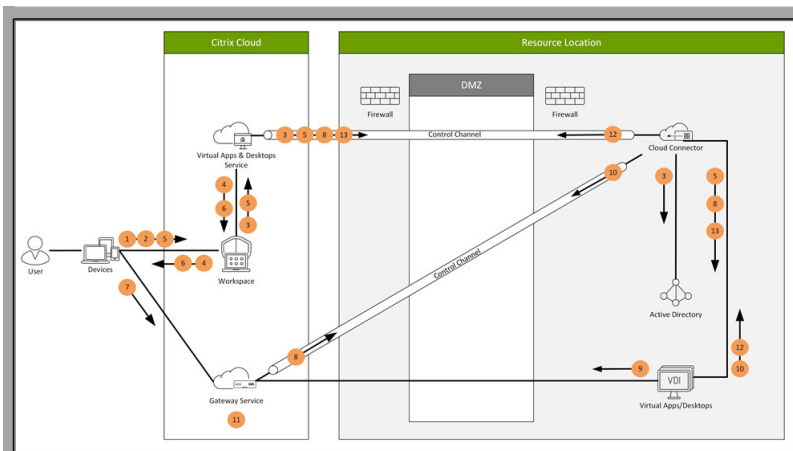 Citrix Cloud
Resource Location
DMZ
Firewall
Firewall
3 5 8 13
Control Channel
12
Virtual Apps & Desktops
Service
Cloud Connector
4
6
5
3
10
3
5
8
13
1 2 5
User
Devices
6 4
Workspace
Control Channel
7
Active Directory
8
12
10
9
VDI
Gateway Service
Virtual Apps/Desktops
11